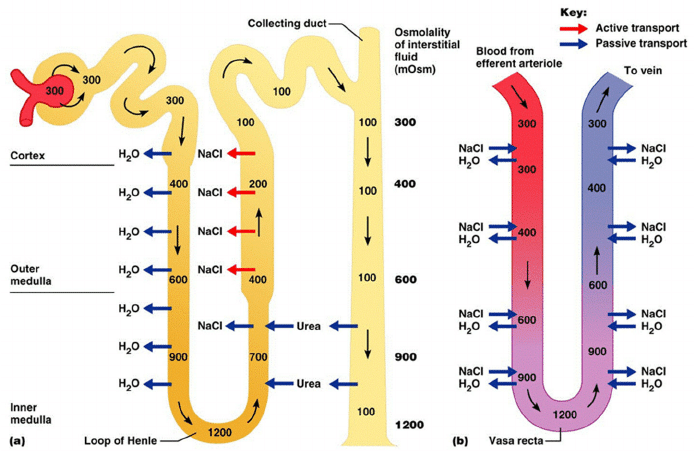 Key:
Active transport
Passive transport
Collecting duct
Osmolality
of interstitial
fluid
(mOsm)
Blood from
efferent arteriole
To vein
300
300
300
100
100
100
100
300
300
300
Cortex
H₂O
NaCl
NaCl
H₂O
300
NaCl
H₂O
400
H₂O
NaCl
200
100
400
400
H₂O
NaCl
NaCl
H₂O
400
NaCl
H₂O
Outer
medulla
H₂O
600
NaCl
400
100
600
600
H₂O
NaCl
Urea
NaCl
H₂O
600
NaCl
H₂O
H₂O
900
700
900
900
H₂O
Urea
NaCl
H₂O
900
NaCl
H₂O
Inner
medulla
1200
100
1200
1200
(a)
Loop of Henle
(b)
Vasa recta